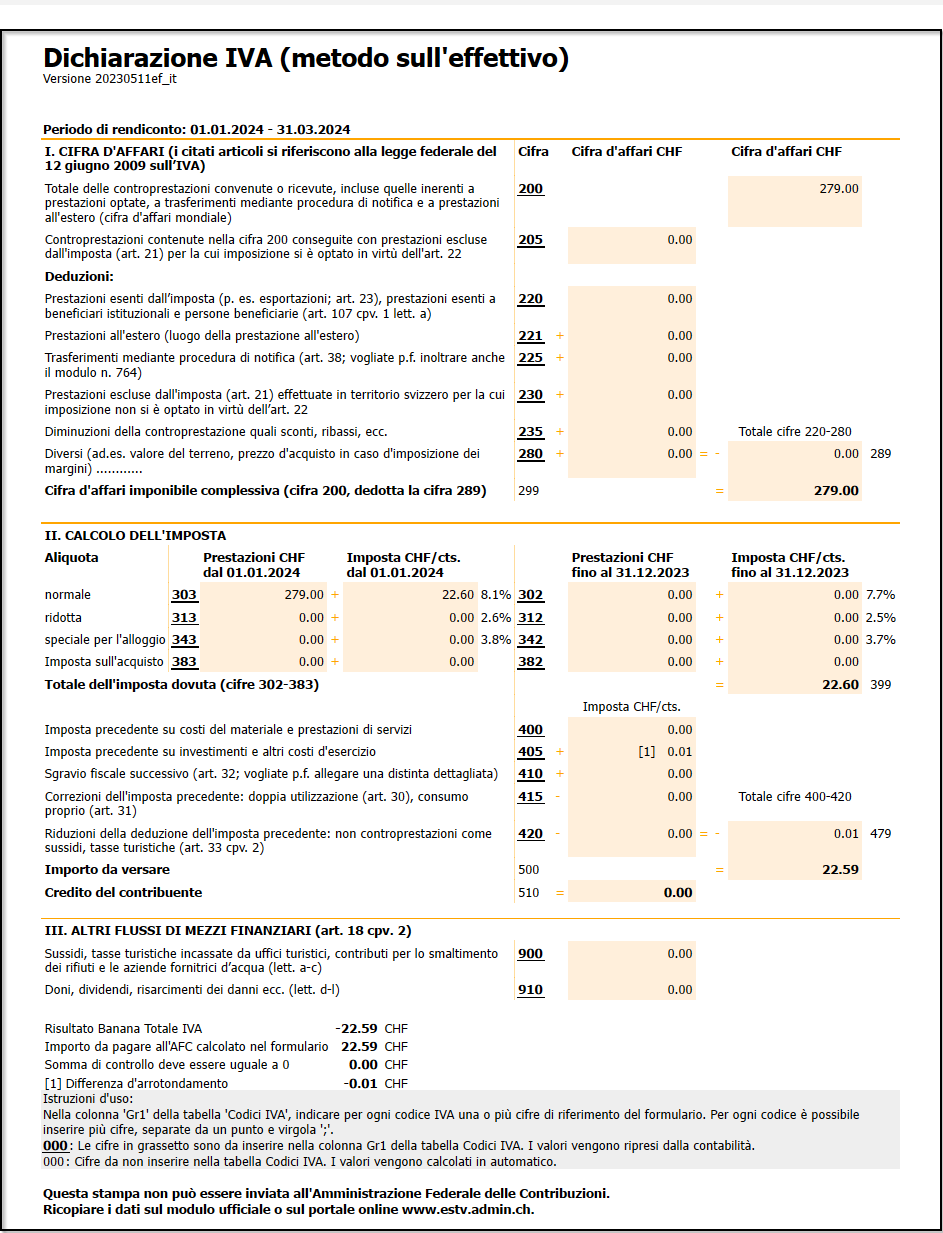 Dichiarazione IVA (metodo sull'effettivo)
Versione 20230511ef_it
Periodo di rendiconto: 01.01.2024 - 31.03.2024
I. CIFRA D'AFFARI (i citati articoli si riferiscono alla legge federale del Cifra Cifra d'affari CHF Cifra d'affari CHF
12 giugno 2009 sull’IVA)
Totale delle controprestazioni convenute o ricevute, incluse quelle inerenti a 200 279.00
prestazioni optate, a trasferimenti mediante procedura di notifica e a prestazioni
all'estero (cifra d'affari mondiale)
Controprestazioni contenute nella cifra 200 conseguite con prestazioni escluse 205 0.00
dall'imposta (art. 21) per la cui imposizione si è optato in virtù dell'art. 22
Deduzioni:
Prestazioni esenti dall’imposta (p. es. esportazioni; art. 23), prestazioni esenti a 220 0.00
beneficiari istituzionali e persone beneficiarie (art. 107 cpv. 1 lett. a)
Prestazioni all'estero (luogo della prestazione all'estero) 221 + 0.00
Trasferimenti mediante procedura di notifica (art. 38; vogliate p.f. inoltrare anche 225 + 0.00
il modulo n. 764)
Prestazioni escluse dall'imposta (art. 21) effettuate in territorio svizzero per la cui 230 + 0.00
imposizione non si è optato in virtù dell’art. 22
Diminuzioni della controprestazione quali sconti, ribassi, ecc. 235 + 0.00 Totale cifre 220-280
Diversi (ad.es. valore del terreno, prezzo d'acquisto in caso d'imposizione dei 280 + 0.00 = - 0.00 289
margini) ............
Cifra d'affari imponibile complessiva (cifra 200, dedotta la cifra 289) 299 = 279.00
II. CALCOLO DELL'IMPOSTA
Aliquota Prestazioni CHF Imposta CHF/cts. Prestazioni CHF Imposta CHF/cts.
dal 01.01.2024 dal 01.01.2024 fino al 31.12.2023 fino al 31.12.2023
normale 303 279.00 + 22.60 8.1% 302 0.00 + 0.00 7.7%
ridotta 313 0.00 + 0.00 2.6% 312 0.00 + 0.00 2.5%
speciale per l'alloggio 343 0.00 + 0.00 3.8% 342 0.00 + 0.00 3.7%
Imposta sull'acquisto 383 0.00 + 0.00 382 0.00 + 0.00
Totale dell'imposta dovuta (cifre 302-383) = 22.60 399
Imposta CHF/cts.
Imposta precedente su costi del materiale e prestazioni di servizi 400 0.00
Imposta precedente su investimenti e altri costi d'esercizio 405 + [1] 0.01
Sgravio fiscale successivo (art. 32; vogliate p.f. allegare una distinta dettagliata) 410 + 0.00
Correzioni dell'imposta precedente: doppia utilizzazione (art. 30), consumo 415 - 0.00 Totale cifre 400-420
proprio (art. 31)
Riduzioni della deduzione dell'imposta precedente: non controprestazioni come 420 - 0.00 = - 0.01 479
sussidi, tasse turistiche (art. 33 cpv. 2)
Importo da versare 500 = 22.59
Credito del contribuente 510 = 0.00
III. ALTRI FLUSSI DI MEZZI FINANZIARI (art. 18 cpv. 2)
Sussidi, tasse turistiche incassate da uffici turistici, contributi per lo smaltimento 900 0.00
dei rifiuti e le aziende fornitrici d’acqua (lett. a-c)
Doni, dividendi, risarcimenti dei danni ecc. (lett. d-l) 910 0.00
Risultato Banana Totale IVA -22.59 CHF
Importo da pagare all'AFC calcolato nel formulario 22.59 CHF
Somma di controllo deve essere uguale a 0 0.00 CHF
[1] Differenza d'arrotondamento -0.01 CHF
Istruzioni d'uso:
Nella colonna 'Gr1' della tabella 'Codici IVA', indicare per ogni codice IVA una o più cifre di riferimento del formulario. Per ogni codice è possibile
inserire più cifre, separate da un punto e virgola ';'.
000: Le cifre in grassetto sono da inserire nella colonna Gr1 della tabella Codici IVA. I valori vengono ripresi dalla contabilità.
000: Cifre da non inserire nella tabella Codici IVA. I valori vengono calcolati in automatico.
Questa stampa non può essere inviata all'Amministrazione Federale delle Contribuzioni.
Ricopiare i dati sul modulo ufficiale o sul portale online www.estv.admin.ch.